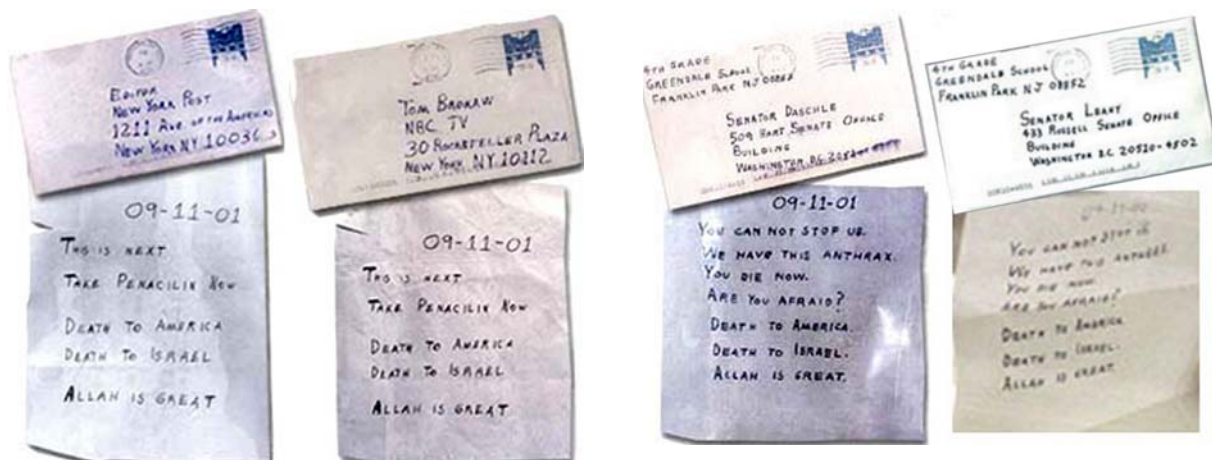 EDITOR
NEW YORK POST
1211 AVE. OF THE AMERICAS
NEW YORK NY 10036
09-11-01
THIS IS NEXT
TAKE PENACILIN NOW
DEATH TO AMERICA
DEATH TO ISRAEL
ALLAH IS GREAT
TOM BROKAW
NBC TV
30 ROCKEFELLER PLAZA
NEW YORK NY 10112
09-11-01
THIS IS NEXT
TAKE PENACILIN NOW
DEATH TO AMERICA
DEATH TO ISRAEL
ALLAH IS GREAT
4TH GRADE
GREENDALE SCHOOL
FRANKLIN PARK NJ 08852
SENATOR DASCHLE
509 HART SENATE OFFICE
BUILDING
WASHINGTON D.C.
09-11-01
YOU CAN NOT STOP US.
WE HAVE THIS ANTHRAX.
YOU DIE NOW.
ARE YOU AFRAID?
DEATH TO AMERICA.
DEATH TO ISRAEL.
ALLAH IS GREAT.
4TH GRADE
GREENDALE SCHOOL
FRANKLIN PARK NJ 08852
SENATOR LEAHY
433 RUSSELL SENATE OFFICE
BUILDING
WASHINGTON D.C. 20510-4502
09-11-01
YOU CAN NOT STOP US.
WE HAVE THIS ANTHRAX.
YOU DIE NOW.
ARE YOU AFRAID?
DEATH TO AMERICA.
DEATH TO ISRAEL.
ALLAH IS GREAT.